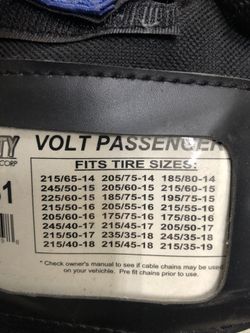 TY
CORP
VOLT PASSENGER
FITS TIRE SIZES:
215/65-14 205/75-14 185/80-14
245/50-15 205/60-15 215/60-15
225/60-15 185/75-15 195/75-15
215/50-16 205/55-16 215/55-16
205/60-16 175/75-16 175/80-16
245/40-17 215/45-17 205/50-17
215/50-17 235/35-18 245/35-18
215/40-18 215/45-18 215/35-19
* Check owner's manual to see if cable chains may be used
on your vehichle. Pre fit chains prior to use.